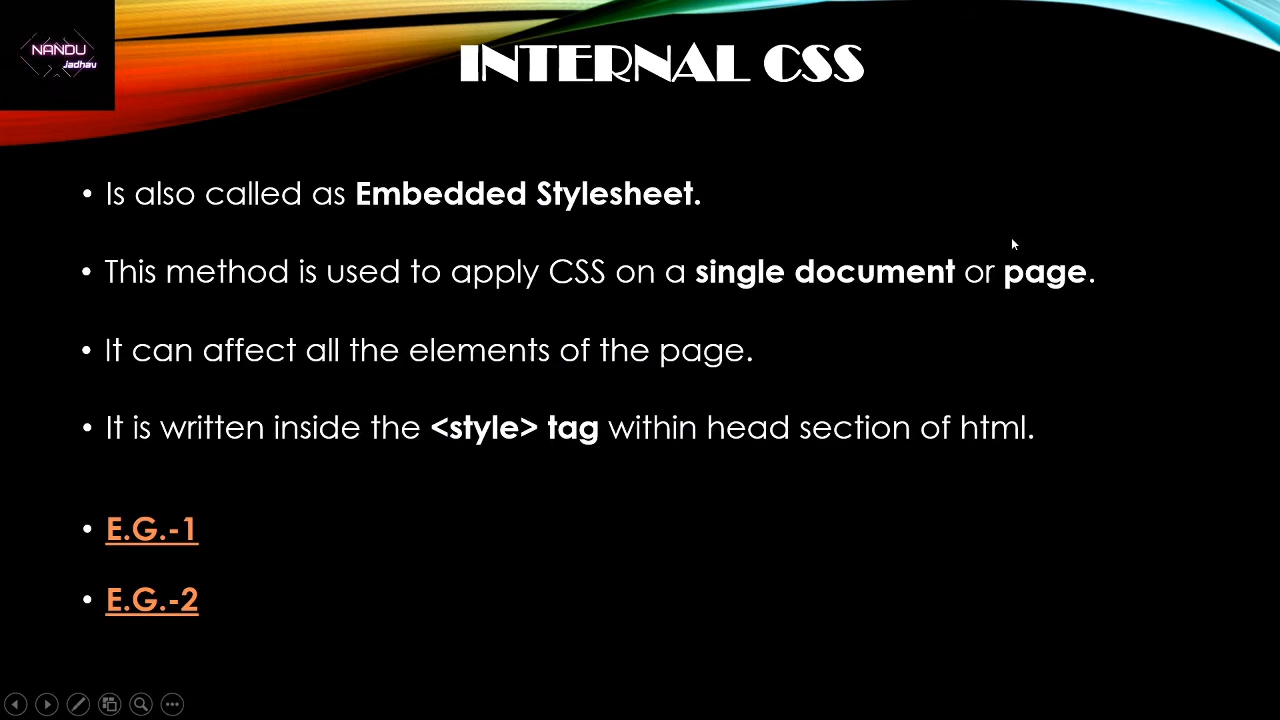 NANDU
Jadhav
INTERNAL CSS
• Is also called as Embedded Stylesheet.
• This method is used to apply CSS on a single document or page.
• It can affect all the elements of the page.
• It is written inside the <style> tag within head section of html.
• E.G.-1
• E.G.-2